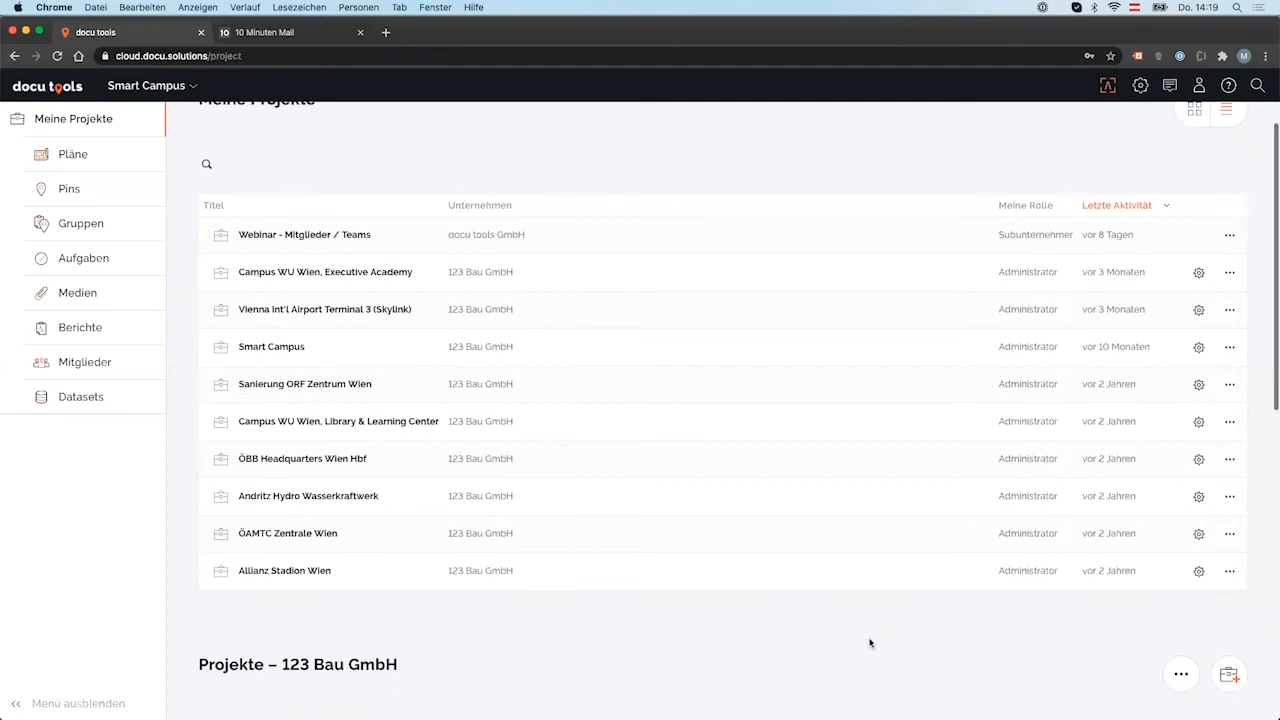 Chrome Datei Bearbeiten Anzeigen Verlauf Lesezeichen Personen Tab Fenster Hilfe Do. 14:19
docu tools 10 Minuten Mail
cloud.docu.solutions/project M
docu tools Smart Campus
Meine Projekte
Meine Projekte
Pläne
Pins
Gruppen
Aufgaben
Medien
Berichte
Mitglieder
Datasets
Titel Unternehmen Meine Rolle Letzte Aktivität
Webinar - Mitglieder / Teams docu tools GmbH Subunternehmer vor 8 Tagen
Campus WU Wien, Executive Academy 123 Bau GmbH Administrator vor 3 Monaten
Vienna Int'l Airport Terminal 3 (Skylink) 123 Bau GmbH Administrator vor 3 Monaten
Smart Campus 123 Bau GmbH Administrator vor 10 Monaten
Sanierung ORF Zentrum Wien 123 Bau GmbH Administrator vor 2 Jahren
Campus WU Wien, Library & Learning Center 123 Bau GmbH Administrator vor 2 Jahren
ÖBB Headquarters Wien Hbf 123 Bau GmbH Administrator vor 2 Jahren
Andritz Hydro Wasserkraftwerk 123 Bau GmbH Administrator vor 2 Jahren
ÖAMTC Zentrale Wien 123 Bau GmbH Administrator vor 2 Jahren
Allianz Stadion Wien 123 Bau GmbH Administrator vor 2 Jahren
Projekte – 123 Bau GmbH
Menü ausblenden